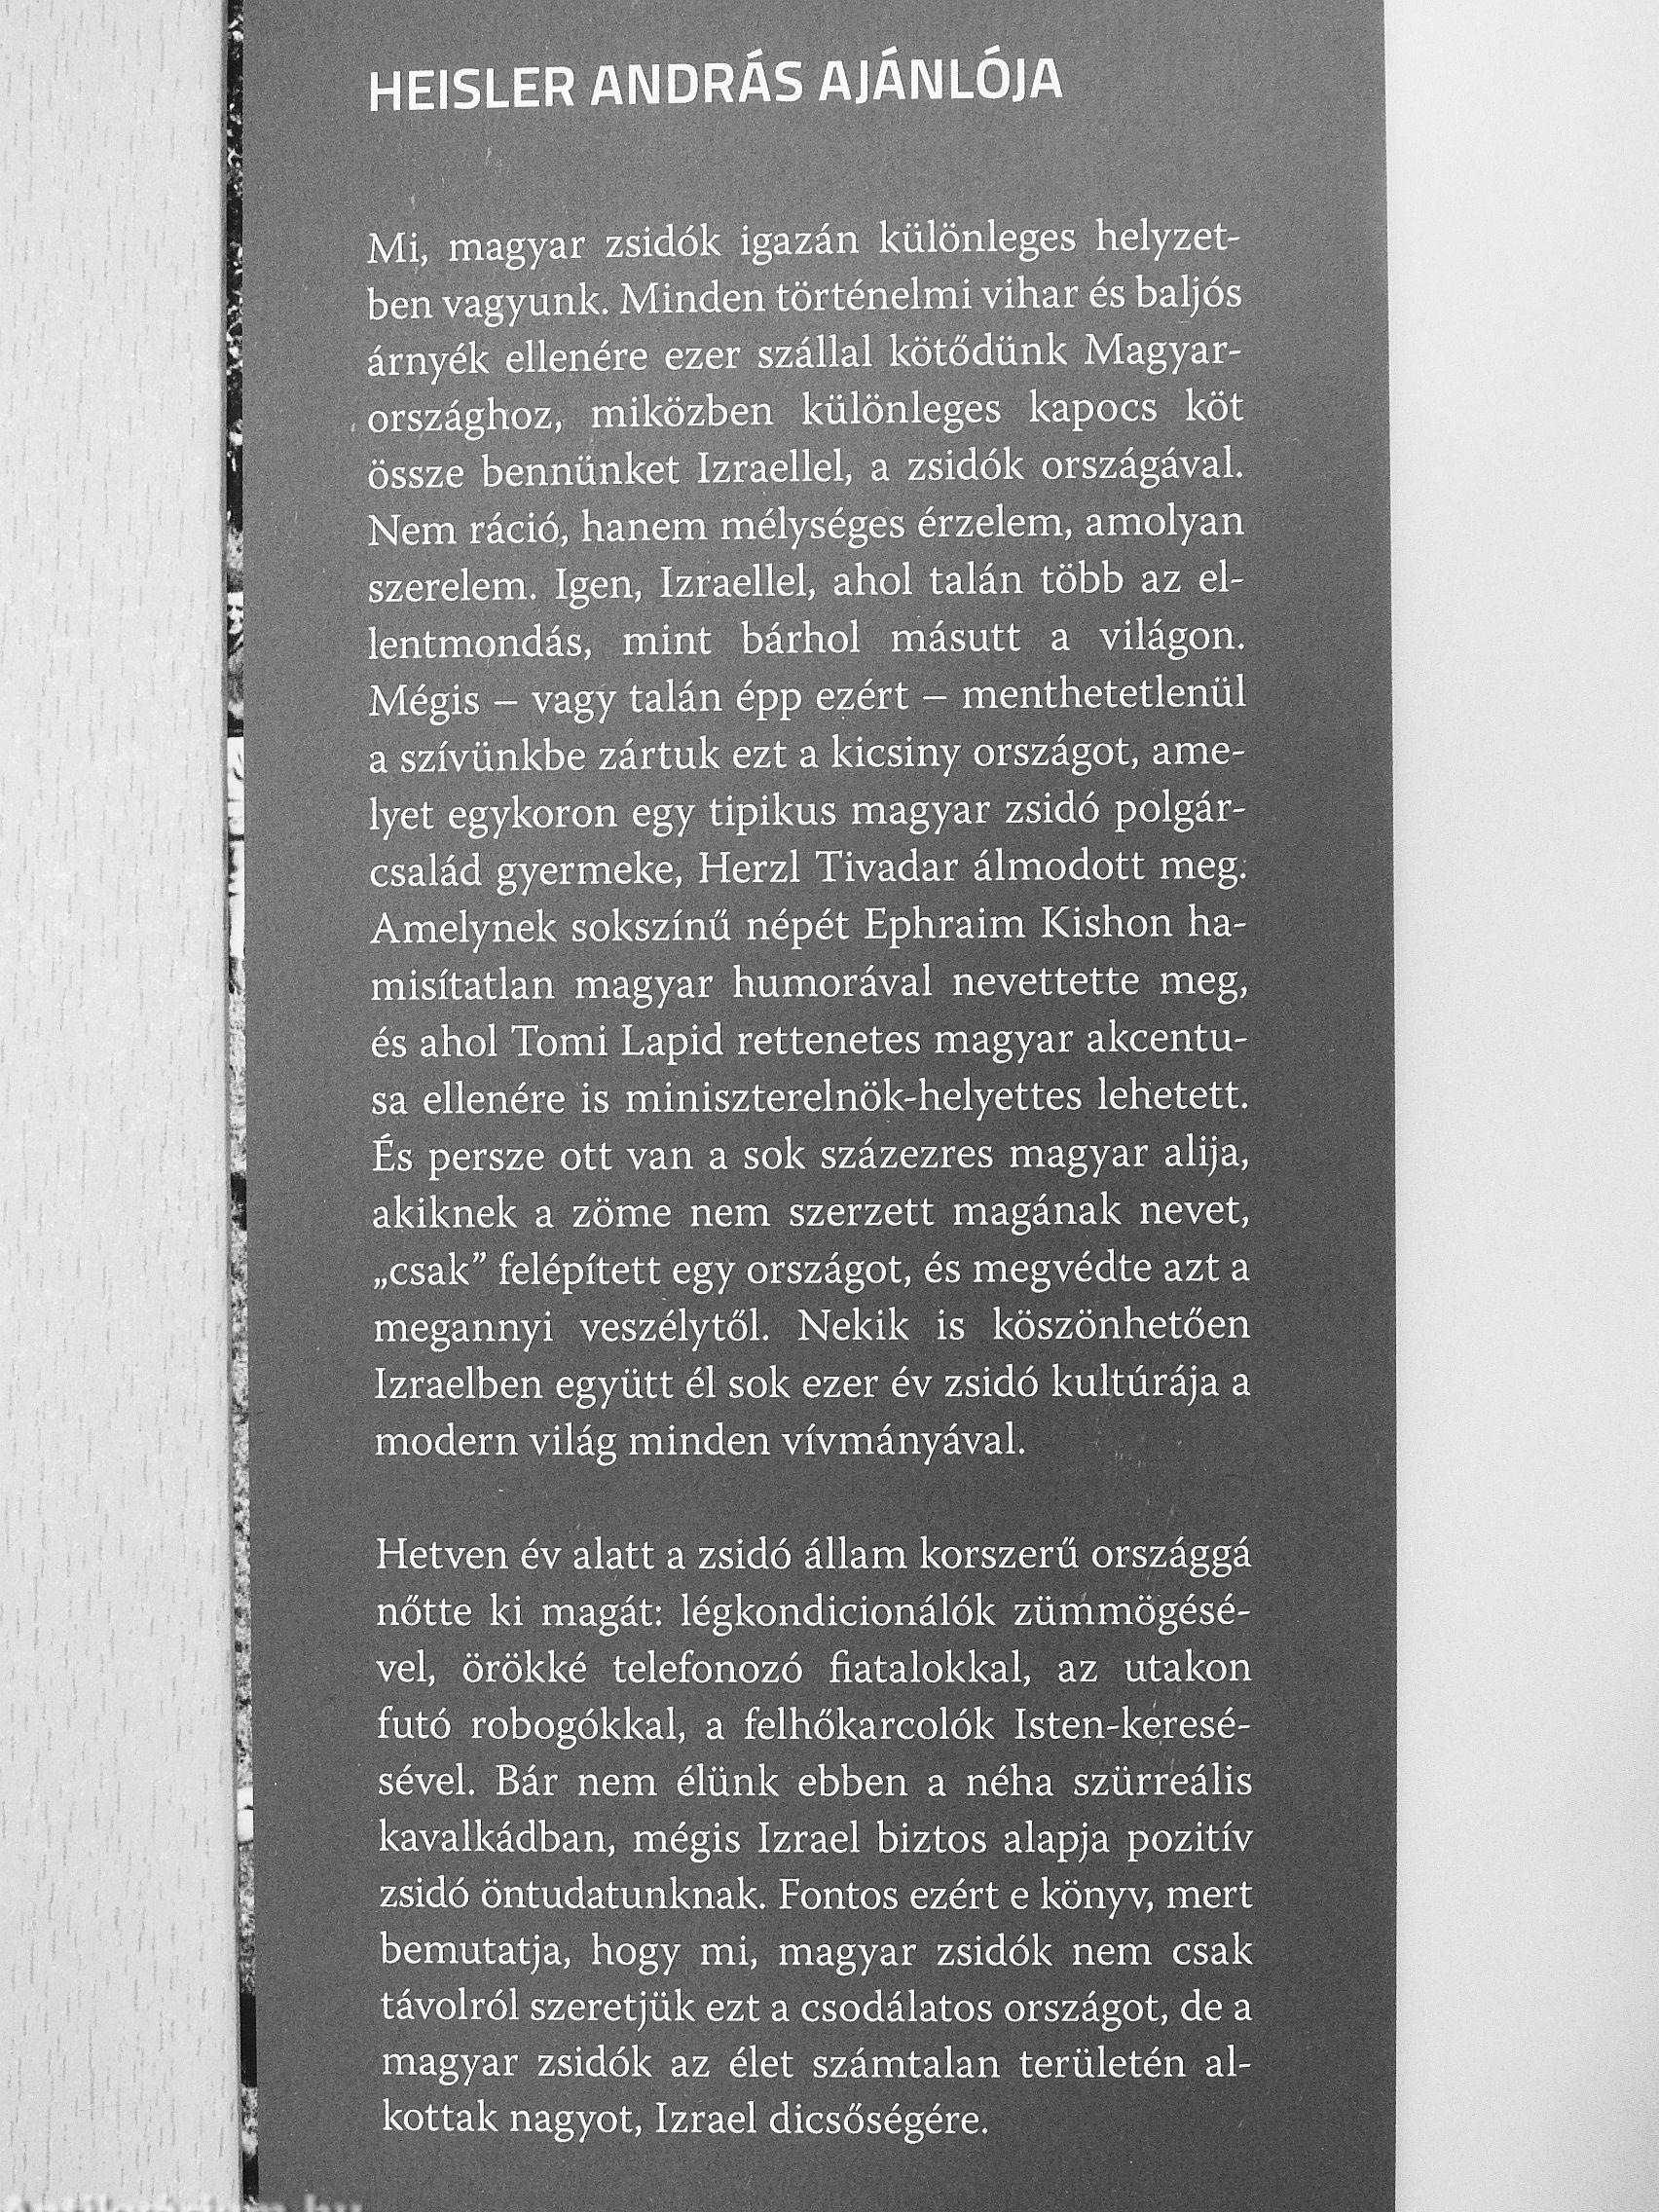 HEISLER ANDRÁS AJÁNLÓJA
Mi, magyar zsidók igazán különleges helyzet-
ben vagyunk. Minden történelmi vihar és baljós
árnyék ellenére ezer szállal kötődünk Magyar-
országhoz, miközben különleges kapocs köt
össze bennünket Izraellel, a zsidók országával.
Nem ráció, hanem mélységes érzelem, amolyan
szerelem. Igen, Izraellel, ahol talán több az el-
lentmondás, mint bárhol másutt a világon.
Mégis – vagy talán épp ezért – menthetetlenül
a szívünkbe zártuk ezt a kicsiny országot, ame-
lyet egykoron egy tipikus magyar zsidó polgár-
család gyermeke, Herzl Tivadar álmodott meg.
Amelynek sokszínű népét Ephraim Kishon ha-
misítatlan magyar humorával nevettette meg,
és ahol Tomi Lapid rettenetes magyar akcentu-
sa ellenére is miniszterelnök-helyettes lehetett.
És persze ott van a sok százezres magyar alija,
akiknek a zöme nem szerzett magának nevet,
„csak” felépített egy országot, és megvédte azt a
megannyi veszélytől. Nekik is köszönhetően
Izraelben együtt él sok ezer év zsidó kultúrája a
modern világ minden vívmányával.
Hetven év alatt a zsidó állam korszerű országgá
nőtte ki magát: légkondicionálók zümmögésé-
vel, örökké telefonozó fiatalokkal, az utakon
futó robogókkal, a felhőkarcolók Isten-keresé-
sével. Bár nem élünk ebben a néha szürreális
kavalkádban, mégis Izrael biztos alapja pozitív
zsidó öntudatunknak. Fontos ezért e könyv, mert
bemutatja, hogy mi, magyar zsidók nem csak
távolról szeretjük ezt a csodálatos országot, de a
magyar zsidók az élet számtalan területén al-
kottak nagyot, Izrael dicsőségére.